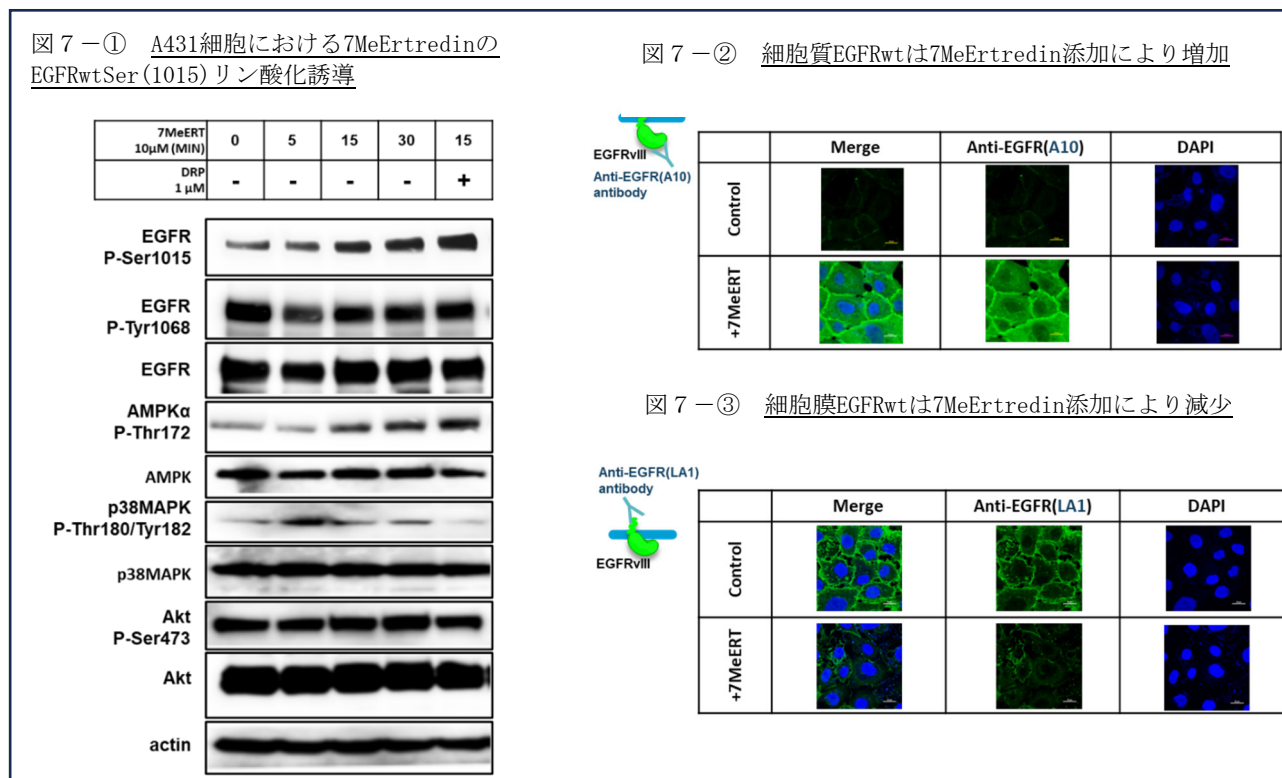 図7-① A431細胞における7MeErtredinの
EGFRwtSer(1015)リン酸化誘導
7MeERT
10μM (MIN)
0 5 15 30 15
DRP
1 μM
- - - - +
EGFR
P-Ser1015
EGFR
P-Tyr1068
EGFR
AMPKα
P-Thr172
AMPK
p38MAPK
P-Thr180/Tyr182
p38MAPK
Akt
P-Ser473
Akt
actin
図7-② 細胞質EGFRwtは7MeErtredin添加により増加
EGFRvIII
Anti-EGFR(A10)
antibody
Merge Anti-EGFR(A10) DAPI
Control
+7MeERT
図7-③ 細胞膜EGFRwtは7MeErtredin添加により減少
Anti-EGFR(LA1)
antibody
EGFRvIII
Merge Anti-EGFR(LA1) DAPI
Control
+7MeERT